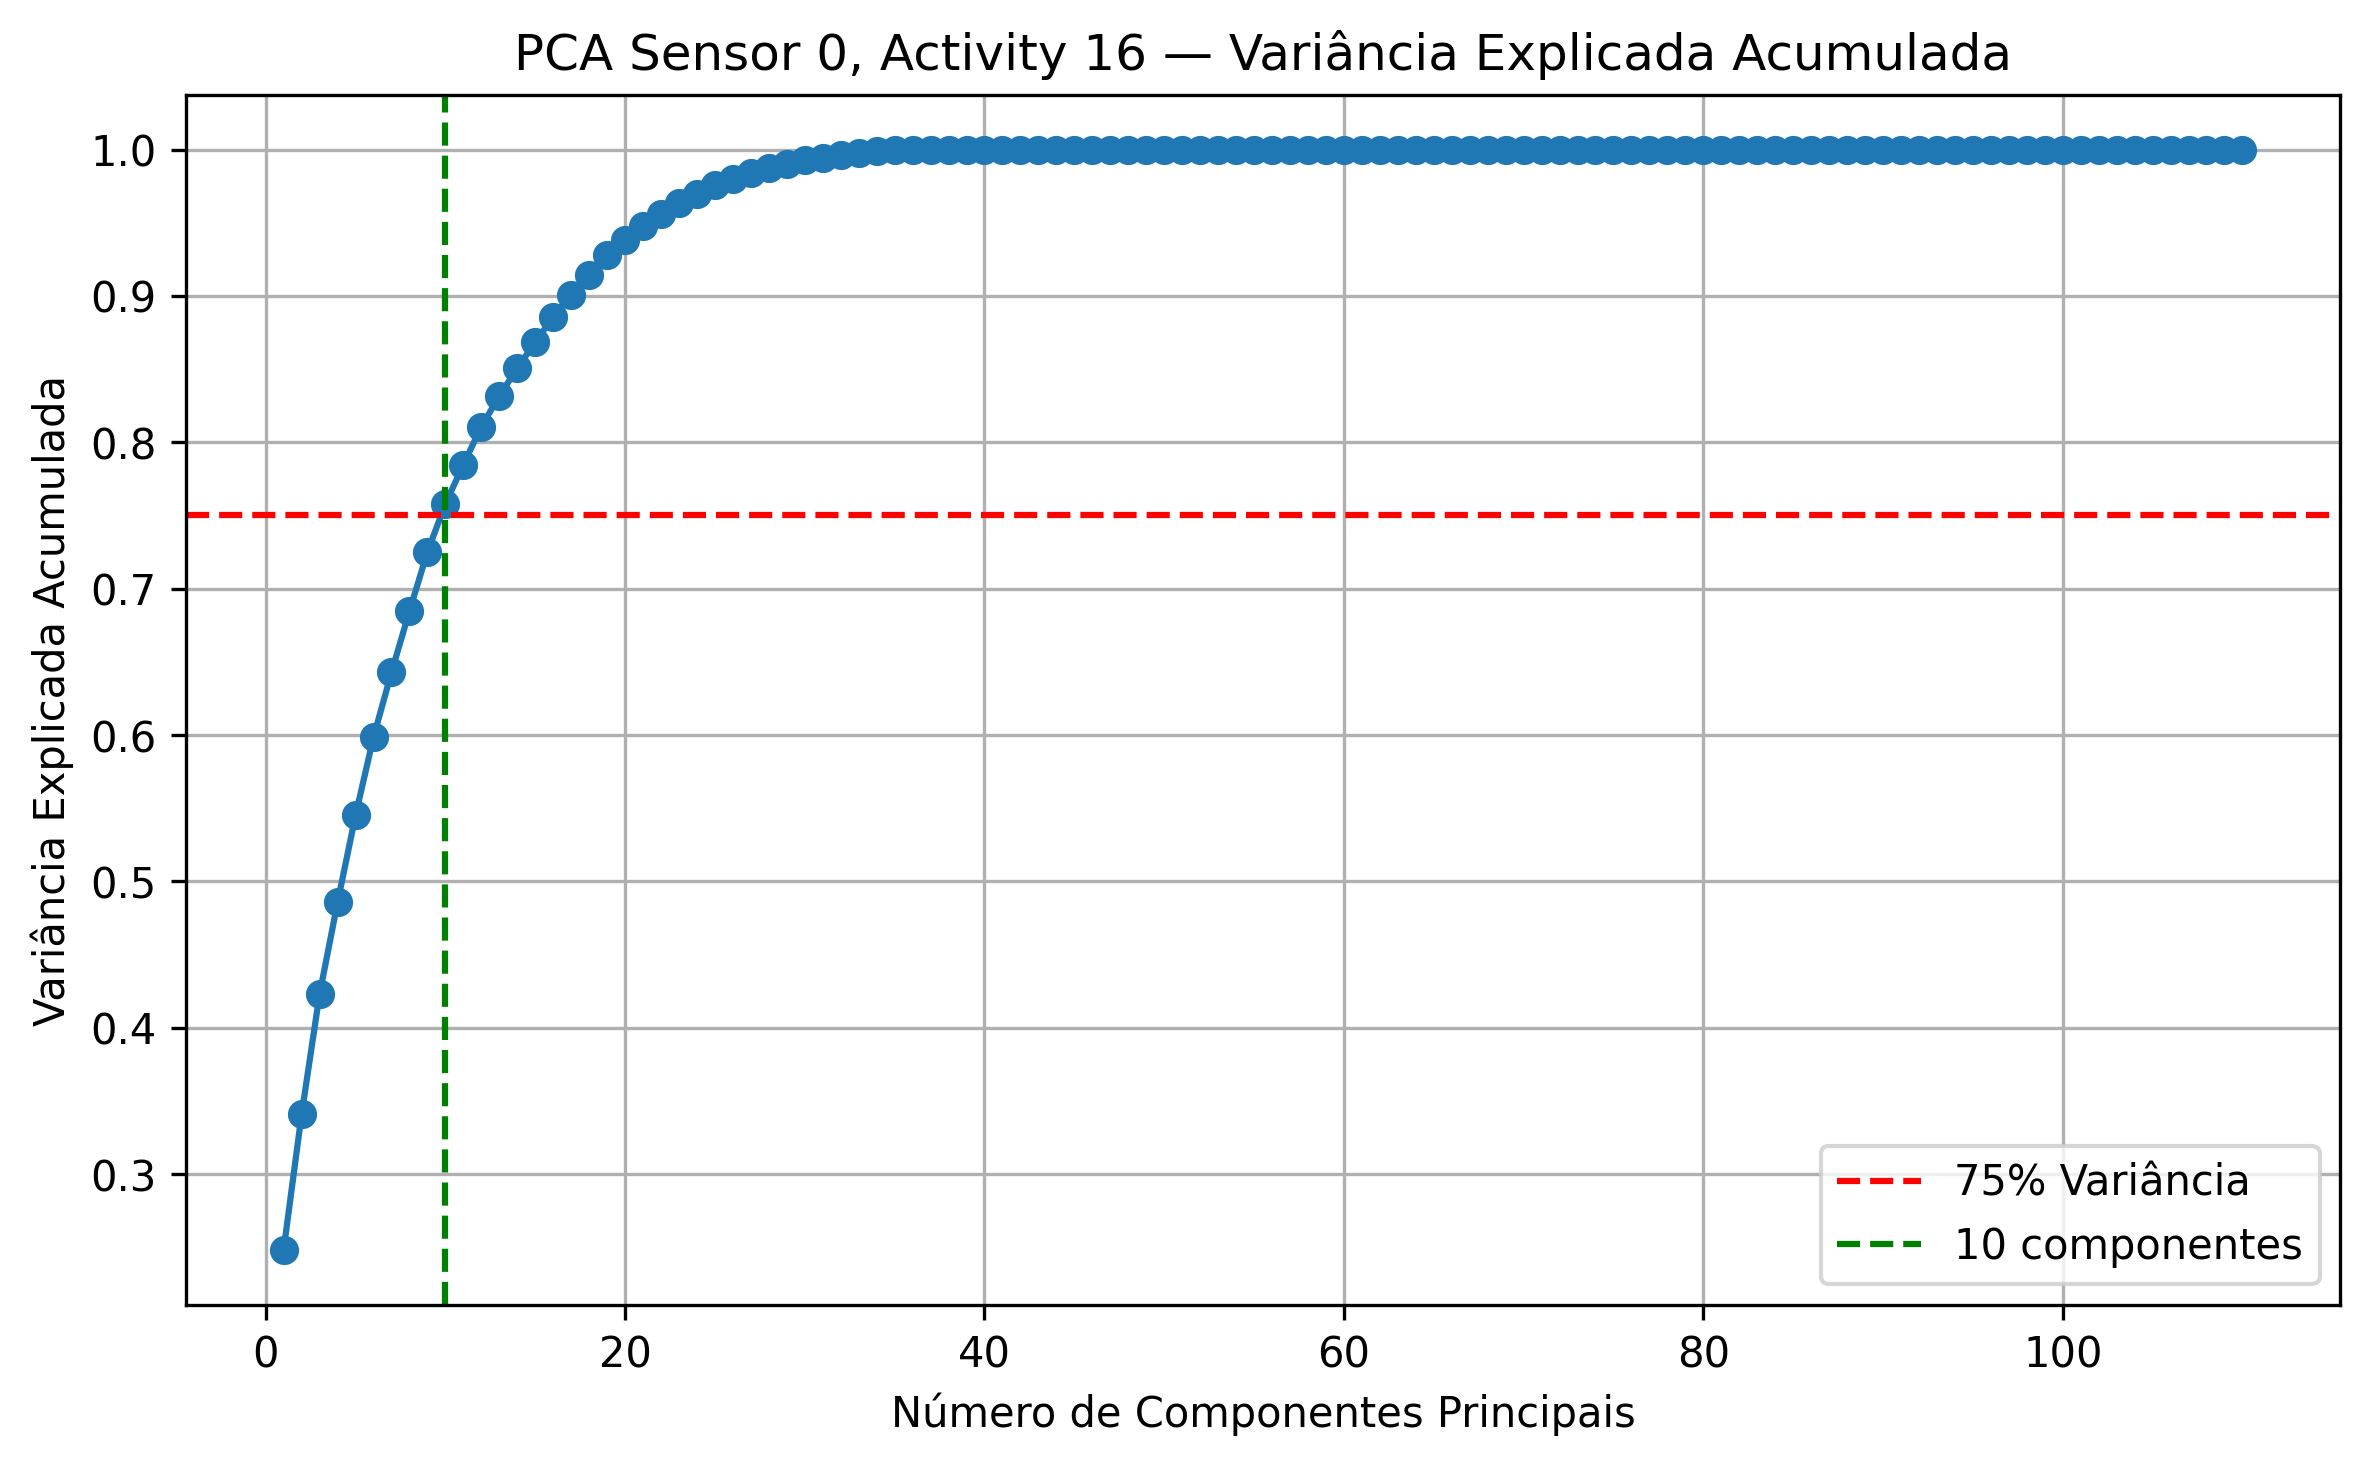 PCA Sensor 0, Activity 16 — Variância Explicada Acumulada
Variância Explicada Acumulada
1.0
0.9
0.8
0.7
0.6
0.5
0.4
0.3
75% Variância
10 componentes
0 20 40 60 80 100
Número de Componentes Principais